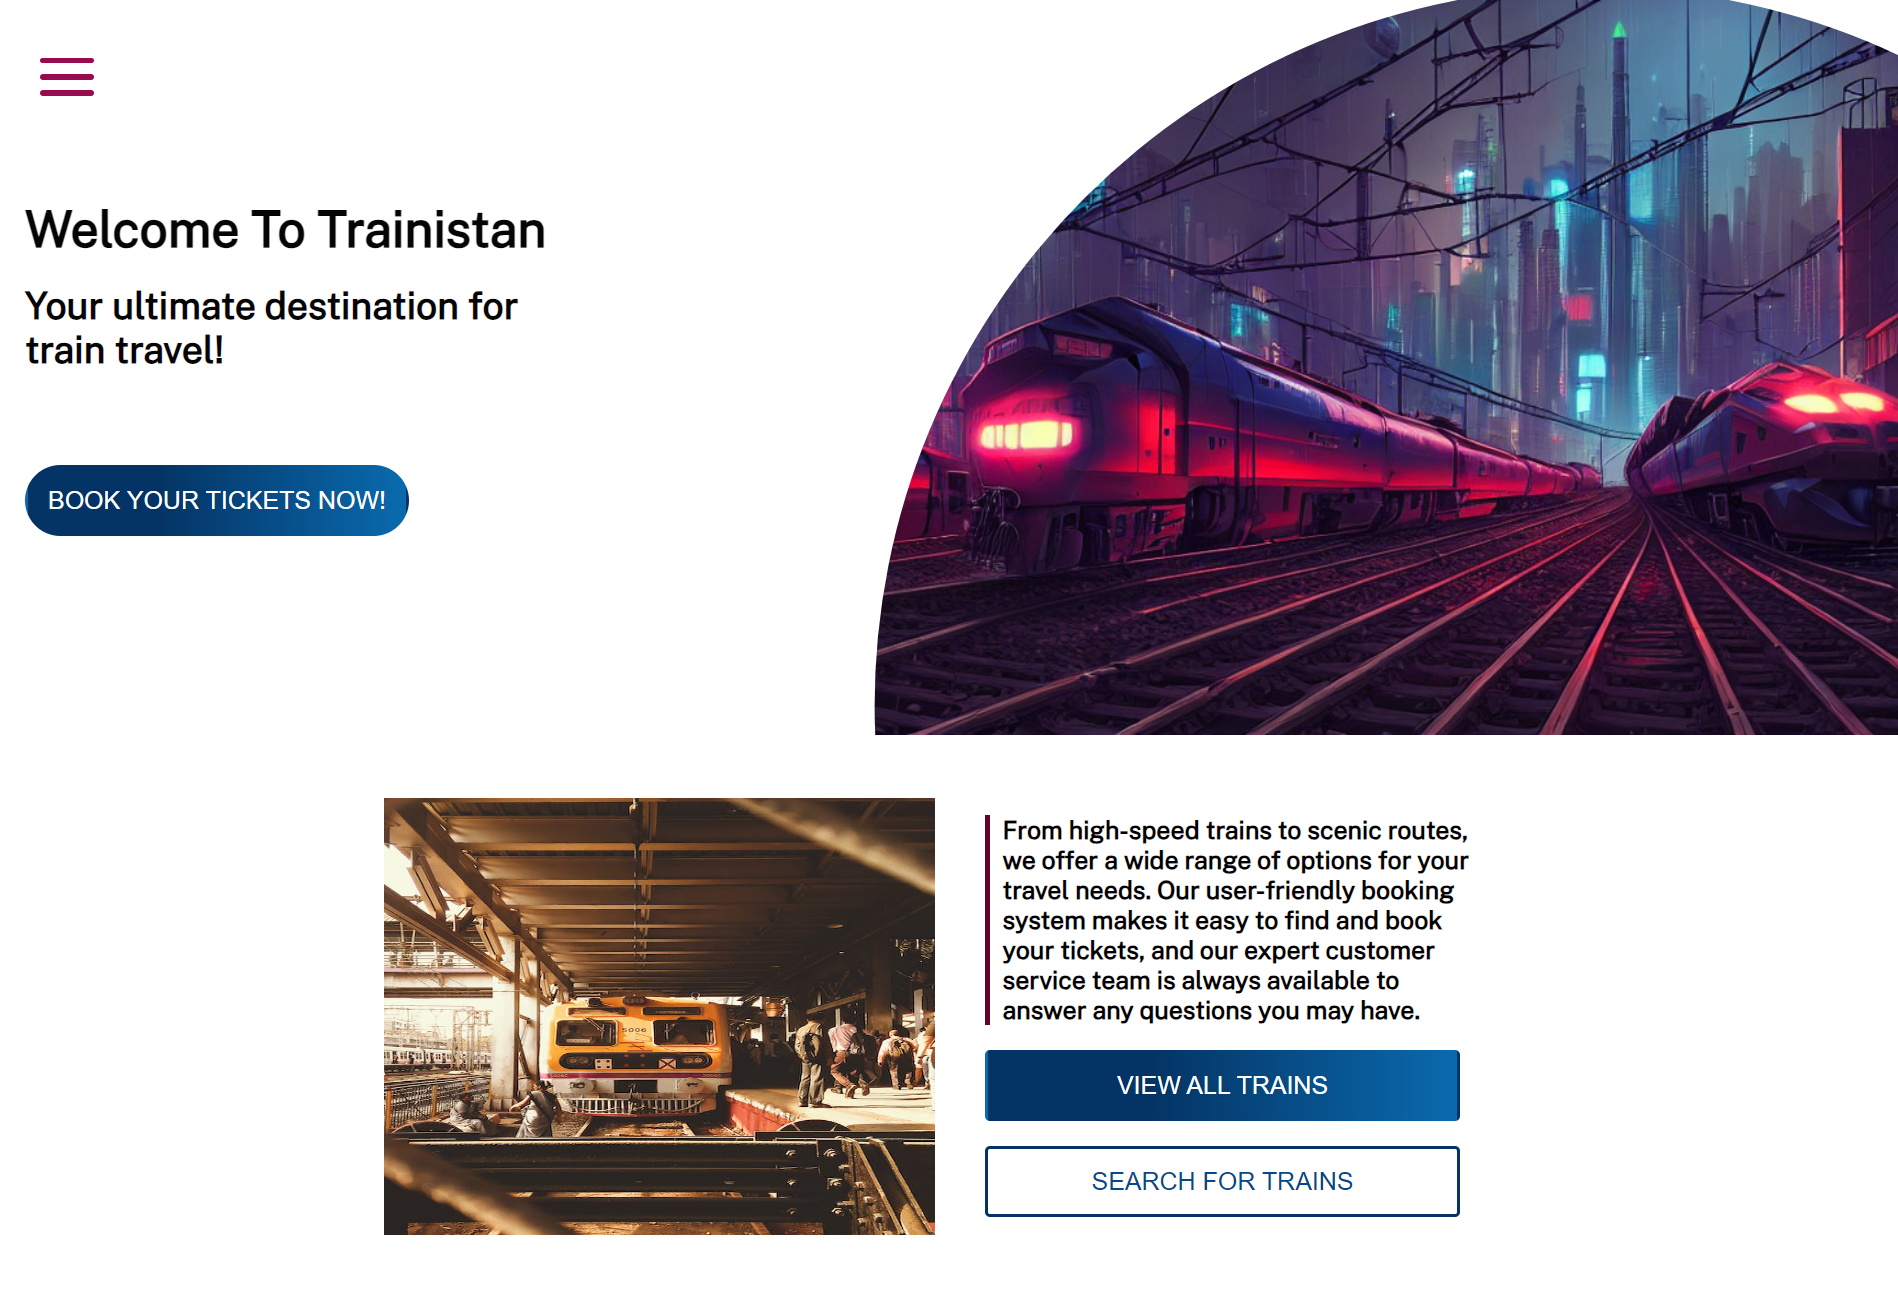 Welcome To Trainistan
Your ultimate destination for
train travel!
BOOK YOUR TICKETS NOW!
From high-speed trains to scenic routes,
we offer a wide range of options for your
travel needs. Our user-friendly booking
system makes it easy to find and book
your tickets, and our expert customer
service team is always available to
answer any questions you may have.
5006
VIEW ALL TRAINS
SEARCH FOR TRAINS